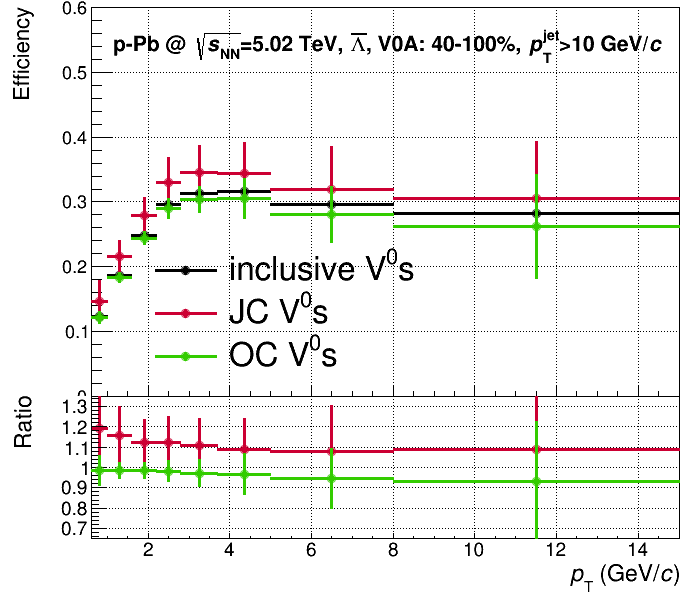 p-Pb @ √s_NN=5.02 TeV, Λ̅, V0A: 40-100%, p_T^jet>10 GeV/c
Efficiency
0.6
0.5
0.4
0.3
0.2
0.1
inclusive V⁰s
JC V⁰s
OC V⁰s
Ratio
1.3
1.2
1.1
1
0.9
0.8
0.7
2 4 6 8 10 12 14
p_T (GeV/c)